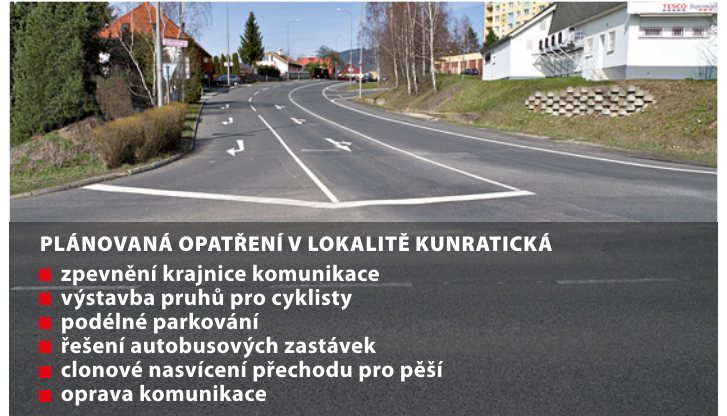 TESCO
PLÁNOVANÁ OPATŘENÍ V LOKALITĚ KUNRATICKÁ
zpevnění krajnice komunikace
výstavba pruhů pro cyklisty
podélné parkování
řešení autobusových zastávek
clonové nasvícení přechodu pro pěší
oprava komunikace